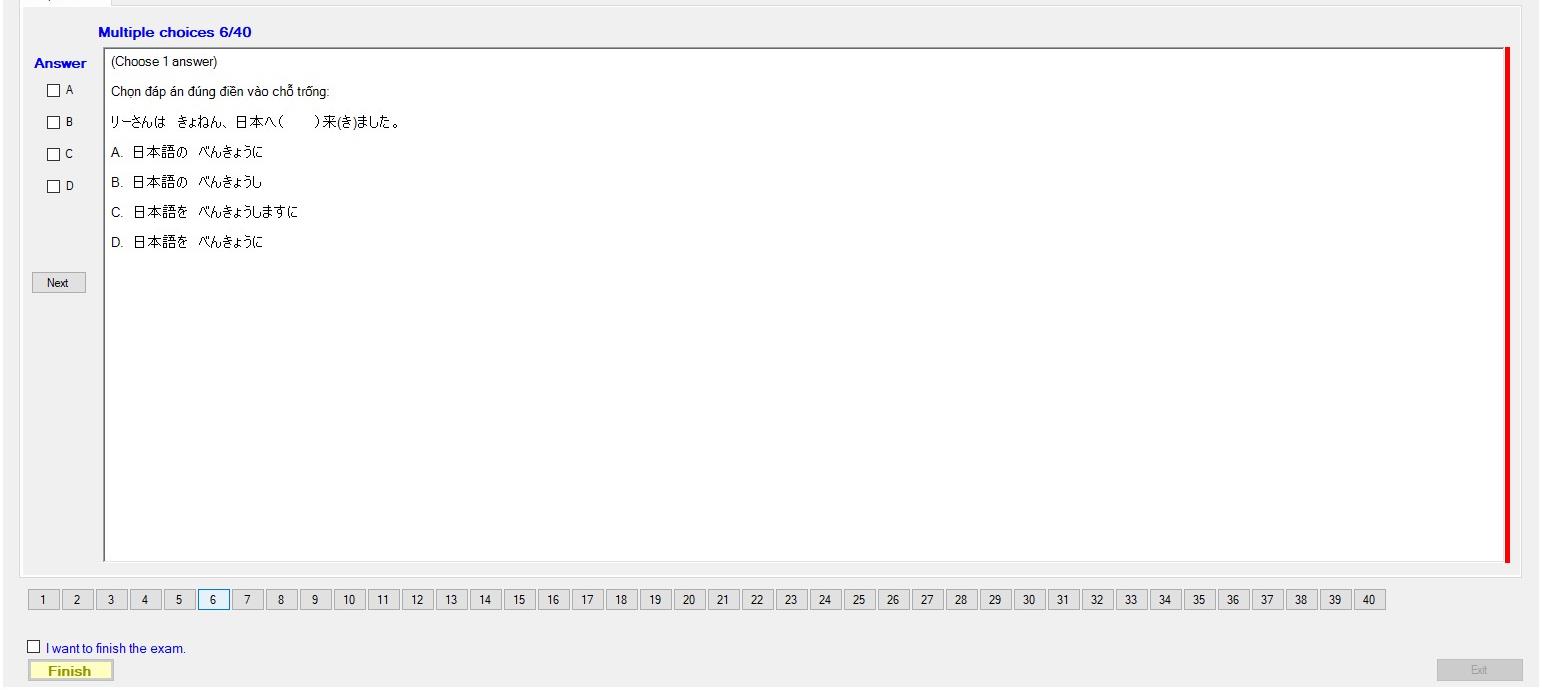 Multiple choices 6/40
Answer
(Choose 1 answer)
A
Chọn đáp án đúng điền vào chỗ trống:
B
リーさんは　きょねん、日本へ(　　)来(き)ました。
C
A. 日本語の　べんきょうに
D
B. 日本語の　べんきょうし
C. 日本語を　べんきょうしますに
D. 日本語を　べんきょうに
Next
1 2 3 4 5 6 7 8 9 10 11 12 13 14 15 16 17 18 19 20 21 22 23 24 25 26 27 28 29 30 31 32 33 34 35 36 37 38 39 40
I want to finish the exam.
Finish
Exit